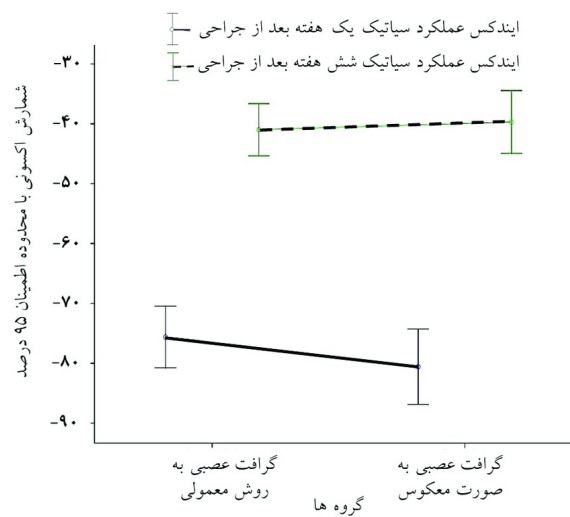 ایندکس عملکرد سیاتیک یک هفته بعد از جراحی
ایندکس عملکرد سیاتیک شش هفته بعد از جراحی
شمارش اکسونی با محدوده اطمینان ۹۵ درصد
-۳۰
-۴۰
-۵۰
-۶۰
-۷۰
-۸۰
-۹۰
گرافت عصبی به
روش معمولی
گرافت عصبی به
صورت معکوس
گروه ها